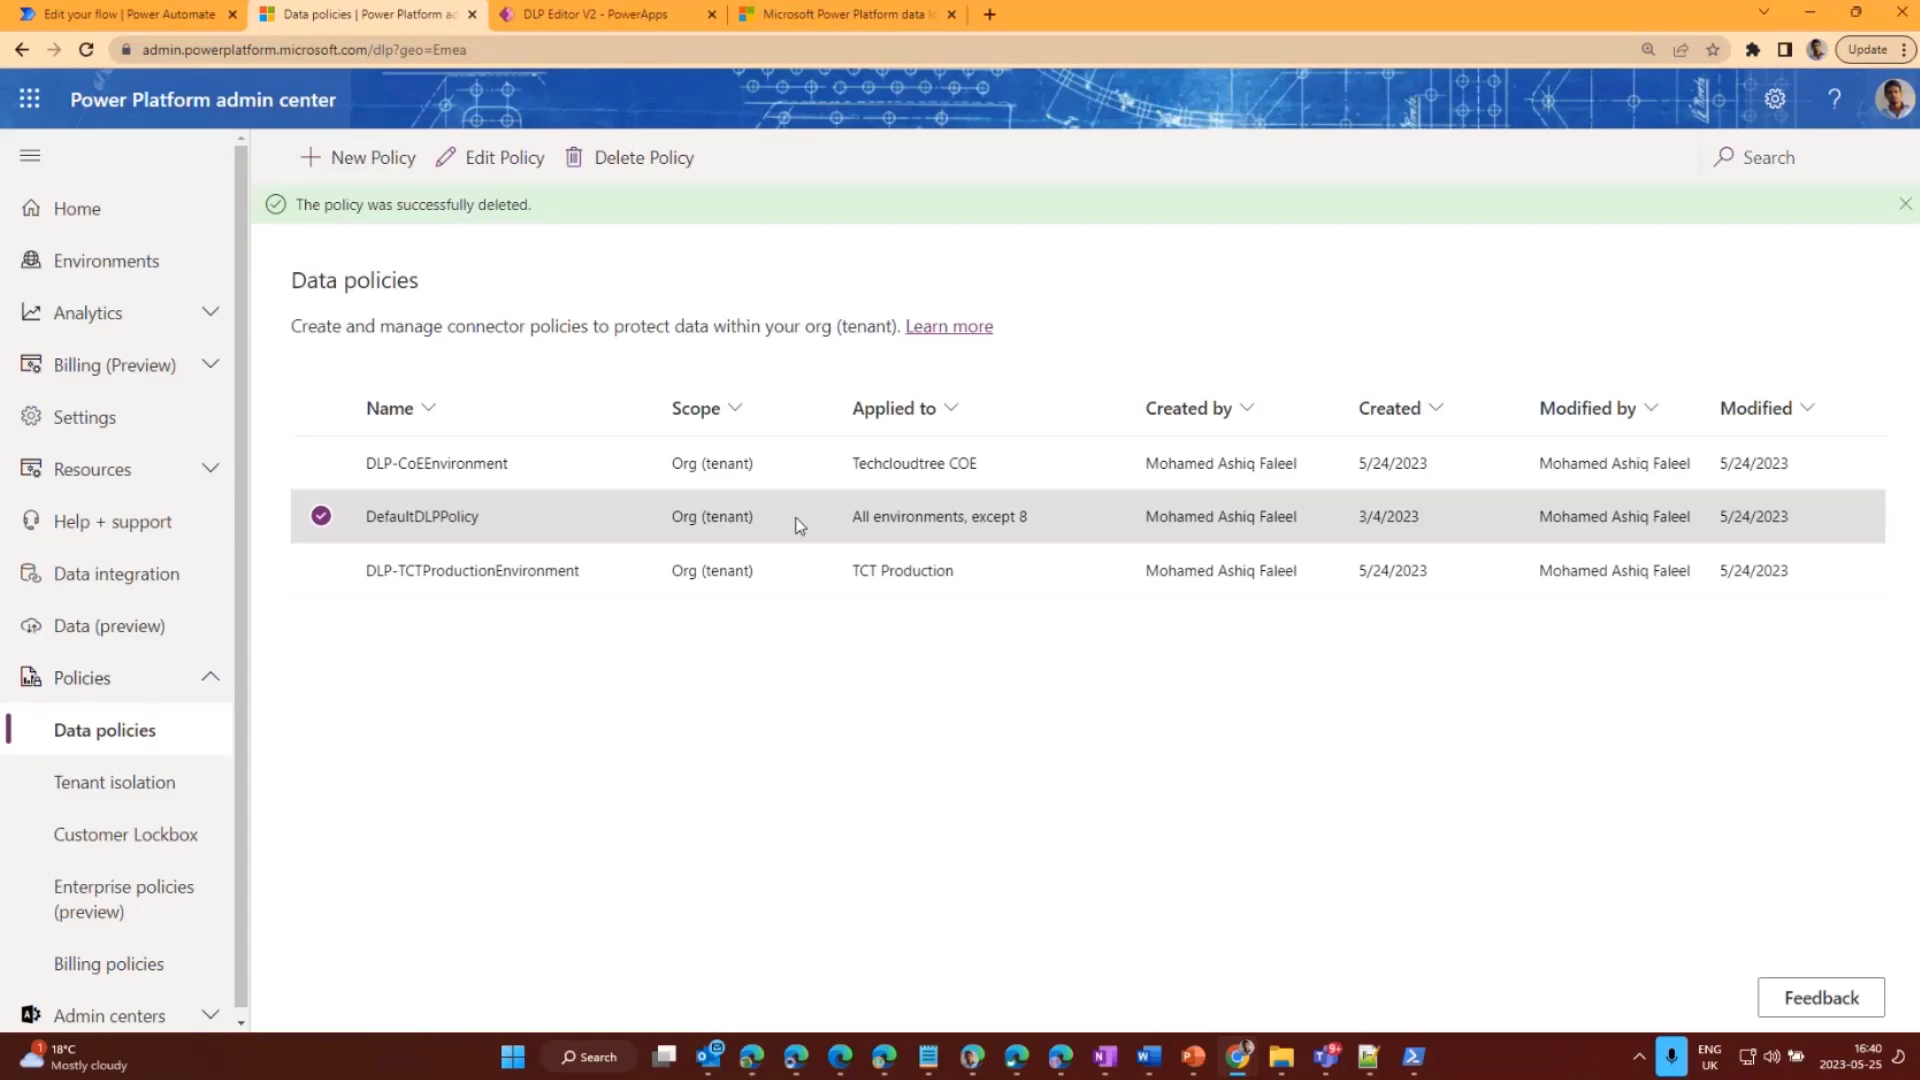 Edit your flow | Power Automate
Data policies | Power Platform ad
DLP Editor V2 - PowerApps
Microsoft Power Platform data lo
admin.powerplatform.microsoft.com/dlp?geo=Emea
Update
Power Platform admin center
New Policy
Edit Policy
Delete Policy
Search
The policy was successfully deleted.
Home
Environments
Analytics
Billing (Preview)
Settings
Resources
Help + support
Data integration
Data (preview)
Policies
Data policies
Tenant isolation
Customer Lockbox
Enterprise policies
(preview)
Billing policies
Admin centers
Data policies
Create and manage connector policies to protect data within your org (tenant). Learn more
Name Scope Applied to Created by Created Modified by Modified
DLP-CoEEnvironment Org (tenant) Techcloudtree COE Mohamed Ashiq Faleel 5/24/2023 Mohamed Ashiq Faleel 5/24/2023
DefaultDLPPolicy Org (tenant) All environments, except 8 Mohamed Ashiq Faleel 3/4/2023 Mohamed Ashiq Faleel 5/24/2023
DLP-TCTProductionEnvironment Org (tenant) TCT Production Mohamed Ashiq Faleel 5/24/2023 Mohamed Ashiq Faleel 5/24/2023
Feedback
1
18°C
Mostly cloudy
Search
9+
ENG
UK
16:40
2023-05-25